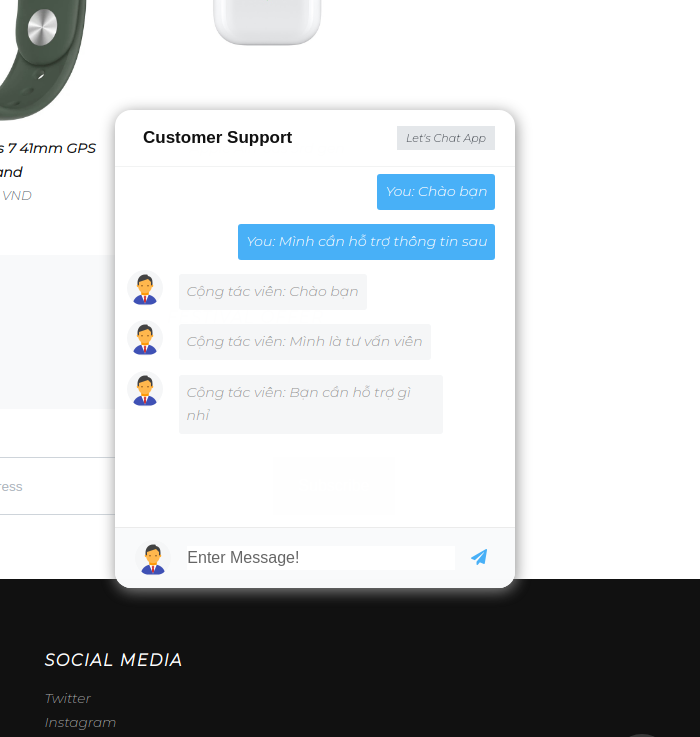 s 7 41mm GPS
and
VND
Customer Support
Let's Chat App
You: Chào bạn
You: Mình cần hỗ trợ thông tin sau
Cộng tác viên: Chào bạn
Cộng tác viên: Mình là tư vấn viên
Cộng tác viên: Bạn cần hỗ trợ gì
nhỉ
ress
Enter Message!
SOCIAL MEDIA
Twitter
Instagram